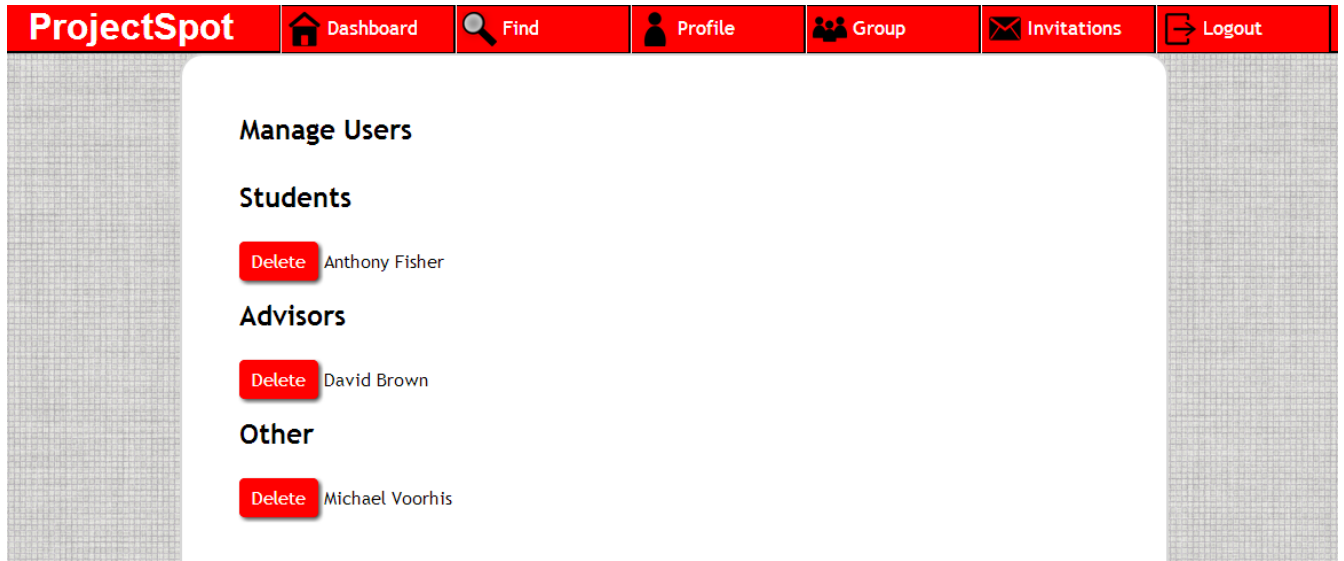 ProjectSpot Dashboard Find Profile Group Invitations Logout
Manage Users
Students
Delete Anthony Fisher
Advisors
Delete David Brown
Other
Delete Michael Voorhis